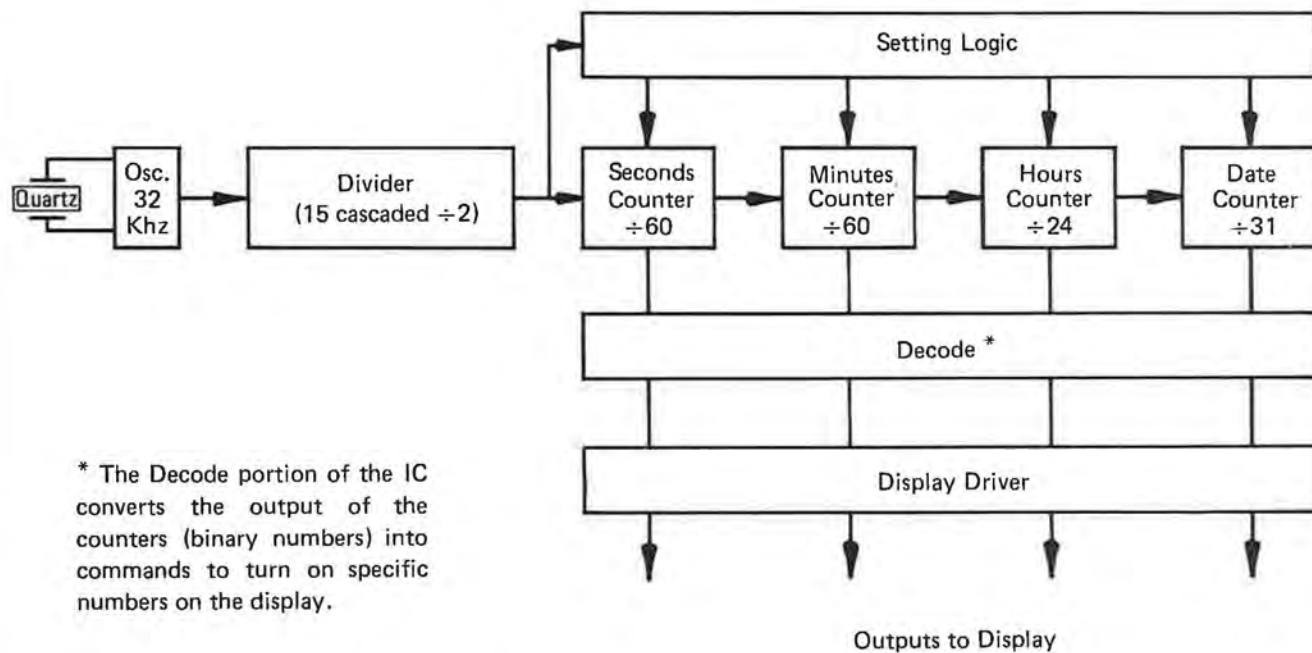 Setting Logic
Quartz
Osc.
32
Khz
Divider
(15 cascaded ÷2)
Seconds
Counter
÷60
Minutes
Counter
÷60
Hours
Counter
÷24
Date
Counter
÷31
Decode *
Display Driver
* The Decode portion of the IC
converts the output of the
counters (binary numbers) into
commands to turn on specific
numbers on the display.
Outputs to Display